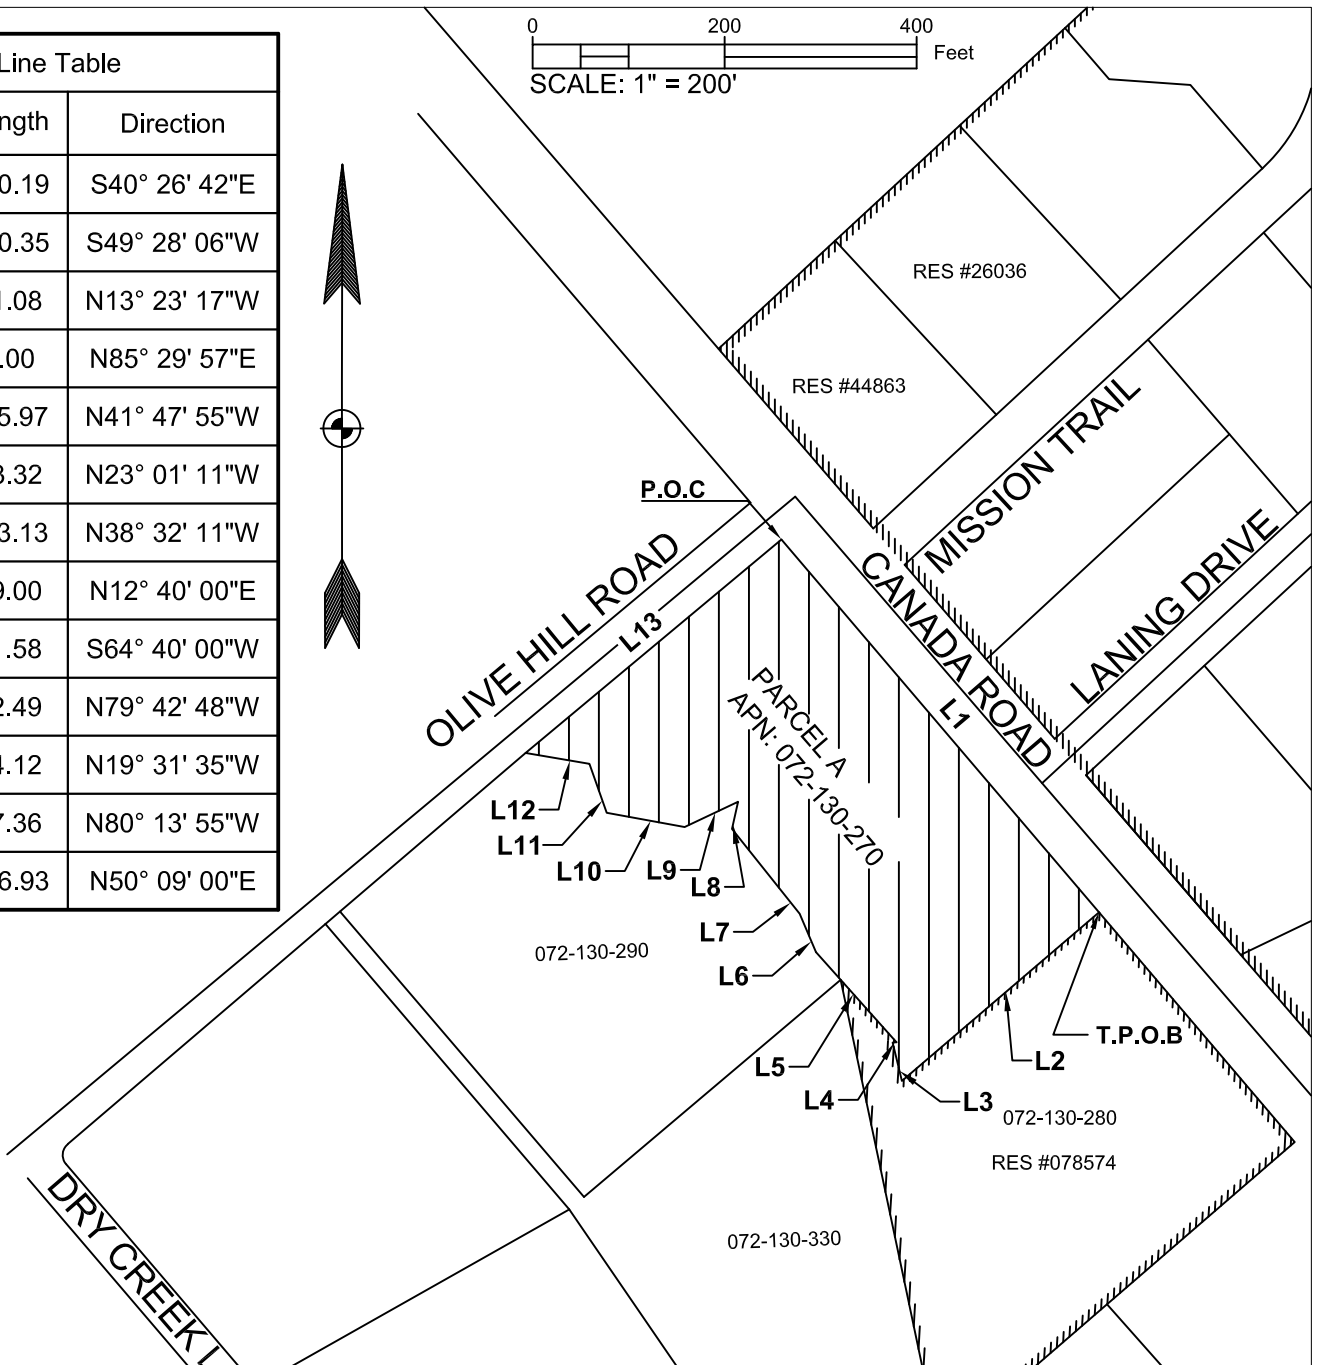 Line Table
ngth Direction
0.19 S40° 26' 42"E
0.35 S49° 28' 06"W
.08 N13° 23' 17"W
.00 N85° 29' 57"E
5.97 N41° 47' 55"W
3.32 N23° 01' 11"W
3.13 N38° 32' 11"W
9.00 N12° 40' 00"E
.58 S64° 40' 00"W
2.49 N79° 42' 48"W
4.12 N19° 31' 35"W
7.36 N80° 13' 55"W
6.93 N50° 09' 00"E
0 200 400
Feet
SCALE: 1" = 200'
RES #26036
RES #44863
MISSION TRAIL
LANING DRIVE
P.O.C
OLIVE HILL ROAD
L13
CANADA ROAD
L1
PARCEL A
APN: 072-130-270
L12
L11
L10
L9
L8
L7
L6
L5
L4
L3
L2
T.P.O.B
072-130-290
072-130-280
RES #078574
072-130-330
DRY CREEK